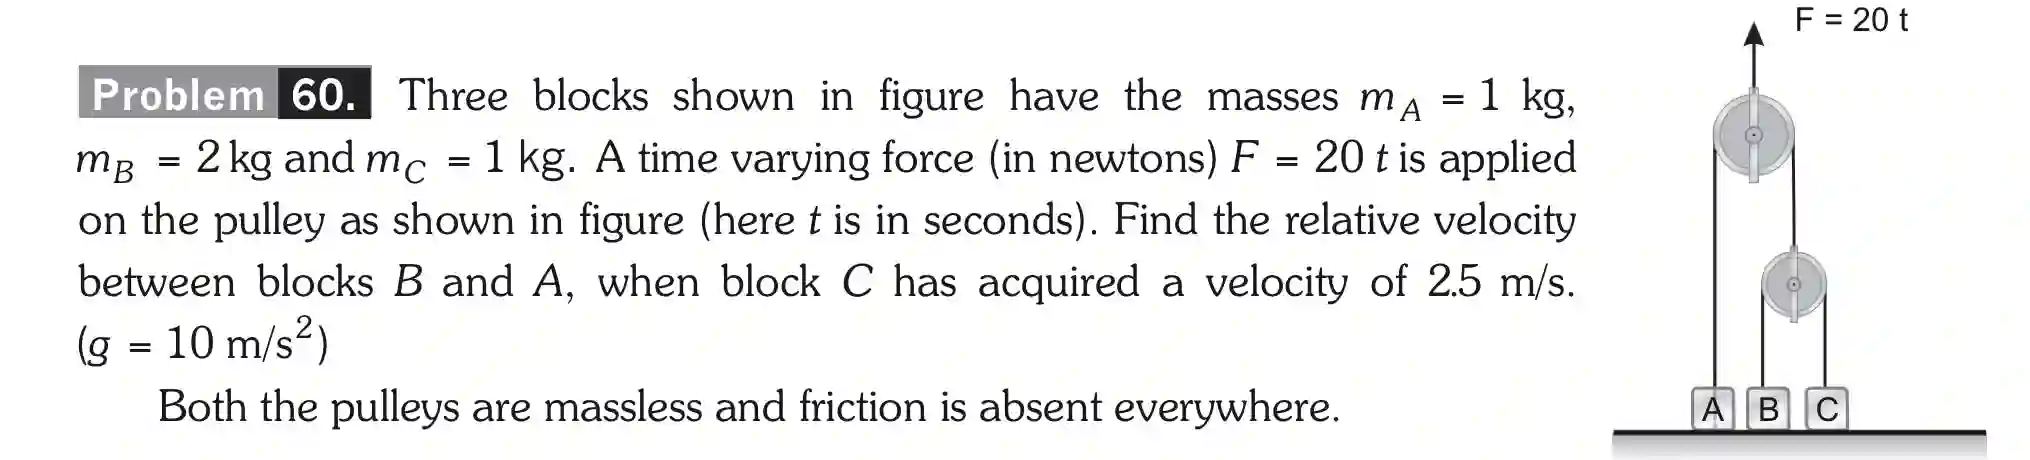 F = 20 t
Problem 60. Three blocks shown in figure have the masses m_A = 1 kg,
m_B = 2 kg and m_C = 1 kg. A time varying force (in newtons) F = 20 t is applied
on the pulley as shown in figure (here t is in seconds). Find the relative velocity
between blocks B and A, when block C has acquired a velocity of 2.5 m/s.
(g = 10 m/s²)
Both the pulleys are massless and friction is absent everywhere.
A B C